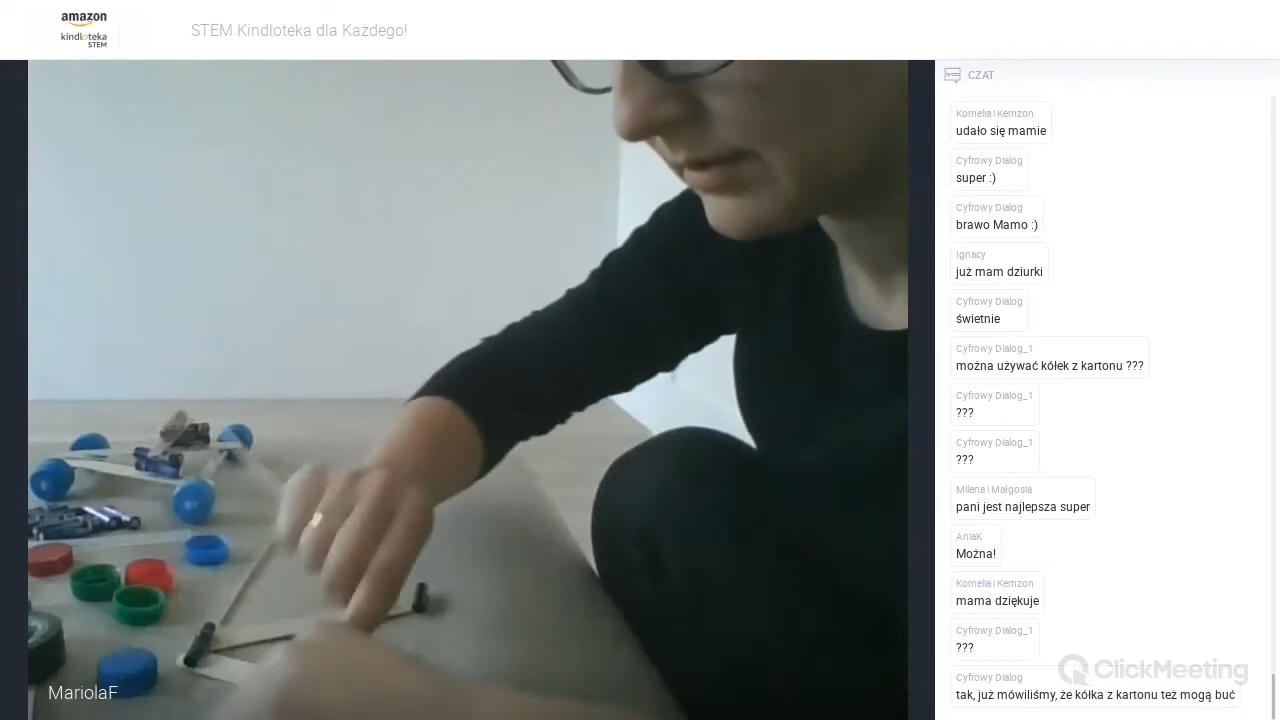 amazon
kindloteka
STEM
STEM Kindloteka dla Każdego!
CZAT
Kornelia i Kemzon
udało się mamie
Cyfrowy Dialog
super :)
Cyfrowy Dialog
brawo Mamo :)
Ignacy
już mam dziurki
Cyfrowy Dialog
świetnie
Cyfrowy Dialog_1
można używać kółek z kartonu ???
Cyfrowy Dialog_1
???
Cyfrowy Dialog_1
???
Milena i Małgosia
pani jest najlepsza super
AniaK
Można!
Kornelia i Kemzon
mama dziękuje
Cyfrowy Dialog_1
???
Cyfrowy Dialog
tak, już mówiliśmy, że kółka z kartonu też mogą buć
ClickMeeting
MariolaF